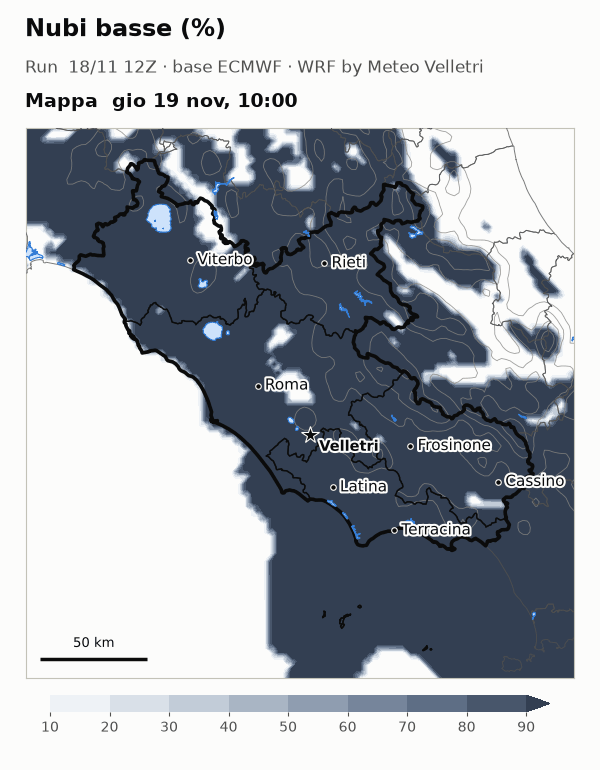 Nubi basse (%)
Run  18/11 12Z · base ECMWF · WRF by Meteo Velletri
Mappa  gio 19 nov, 10:00
Viterbo
Rieti
Roma
Velletri
Frosinone
Cassino
Latina
Terracina
50 km
10 20 30 40 50 60 70 80 90